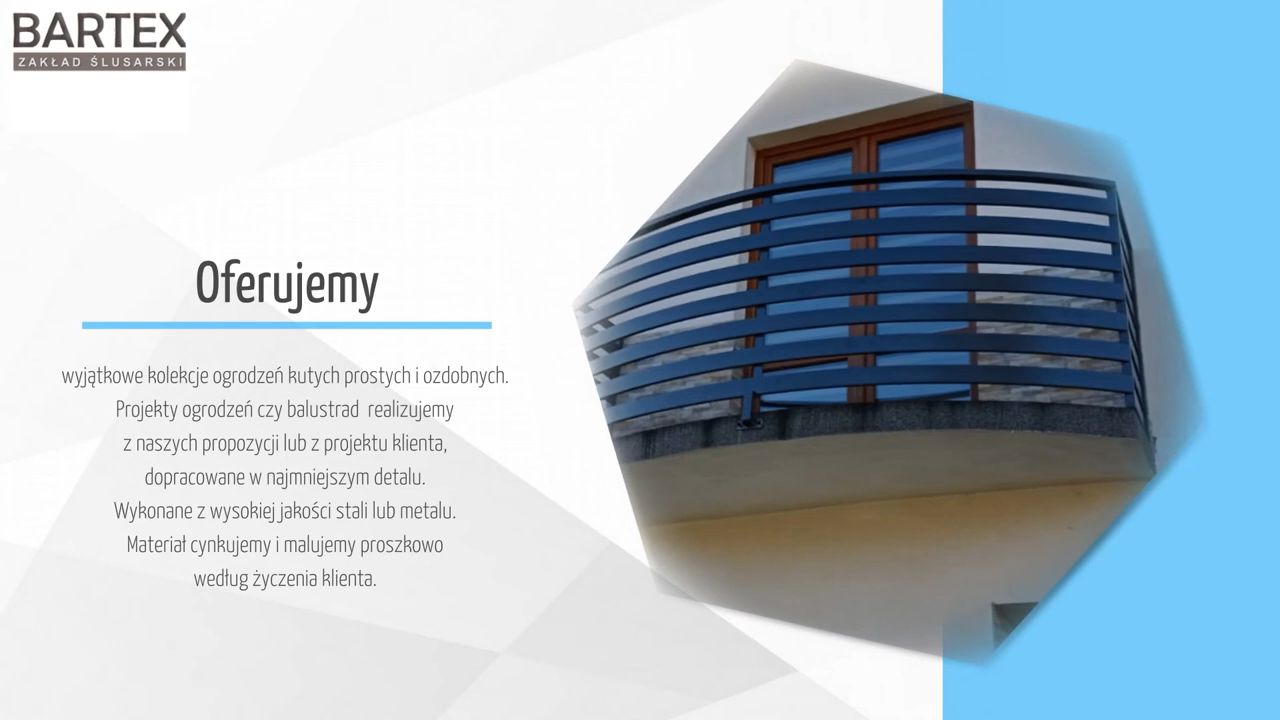 BARTEX
ZAKŁAD ŚLUSARSKI
Oferujemy
wyjątkowe kolekcje ogrodzeń kutych prostych i ozdobnych.
Projekty ogrodzeń czy balustrad  realizujemy
z naszych propozycji lub z projektu klienta,
dopracowane w najmniejszym detalu.
Wykonane z wysokiej jakości stali lub metalu.
Materiał cynkujemy i malujemy proszkowo
według życzenia klienta.